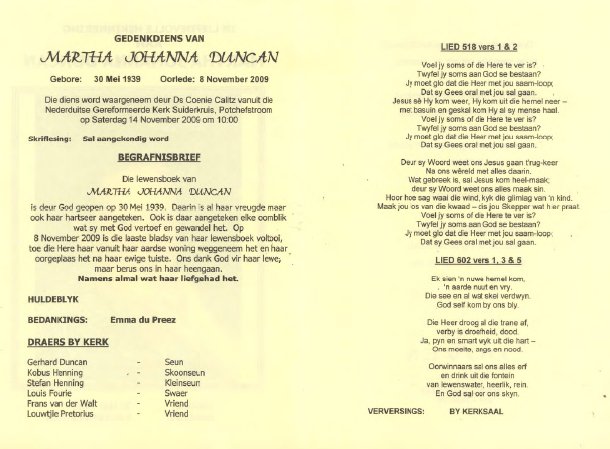 GEDENKDIENS VAN
MARTHA JOHANNA DUNCAN
Gebore: 30 Mei 1939 Oorlede: 8 November 2009
Die diens word waargeneem deur Ds Coenie Calitz vanuit die
Nederduitse Gereformeerde Kerk Suiderkruis, Potchefstroom
op Saterdag 14 November 2009 om 10:00
Skriflesing: Sal aangekondig word
BEGRAFNISBRIEF
Die lewensboek van
MARTHA JOHANNA DUNCAN
is deur God geopen op 30 Mei 1939. Daarin is al haar vreugde maar
ook haar hartseer aangeteken. Ook is daar aangeteken elke oomblik
wat sy met God vertoef en gewandel het. Op
8 November 2009 is die laaste bladsy van haar lewensboek voltooi,
toe die Here haar vanuit haar aardse woning weggeneem het en haar
oorgeplaas het na haar ewige tuiste. Ons dank God vir haar lewe,
maar berus ons in haar heengaan.
Namens almal wat haar liefgehad het.
HULDEBLYK
BEDANKINGS: Emma du Preez
DRAERS BY KERK
Gerhard Duncan - Seun
Kobus Henning - Skoonseun
Stefan Henning - Kleinseun
Louis Fourie - Swaer
Frans van der Walt - Vriend
Louwtjie Pretorius - Vriend
LIED 518 vers 1 & 2
Voel jy soms of die Here te ver is?
Twyfel jy soms aan God se bestaan?
Jy moet glo dat die Heer met jou saam-loop;
Dat sy Gees oral met jou sal gaan.
Jesus sê Hy kom weer, Hy kom uit die hemel neer –
met basuin en geskal kom Hy al sy mense haal.
Voel jy soms of die Here te ver is?
Twyfel jy soms aan God se bestaan?
Jy moet glo dat die Heer met jou saam-loop;
Dat sy Gees oral met jou sal gaan.
Deur sy Woord weet ons Jesus gaan t'rug-keer
Na ons wêreld met alles daarin.
Wat gebreek is, sal Jesus kom heel-maak;
deur sy Woord weet ons alles maak sin.
Hoor hoe sag waai die wind, kyk die glimlag van 'n kind.
Maak jou os van die kwaad – dis jou Skepper wat hier praat.
Voel jy soms of die Here te ver is?
Twyfel jy soms aan God se bestaan?
Jy moet glo dat die Heer met jou saam-loop;
Dat sy Gees oral met jou sal gaan.
LIED 602 vers 1, 3 & 5
Ek sien 'n nuwe hemel kom,
'n aarde nuut en vry.
Die see en al wat skei verdwyn.
God self kom by ons bly.
Die Heer droog al die trane af,
verby is droefheid, dood.
Ja, pyn en smart wyk uit die hart –
Ons moeite, angs en nood.
Oorwinnaars sal ons alles erf
en drink uit die fontein
van lewenswater, heerlik, rein.
En God sal oor ons skyn.
VERVERSINGS: BY KERKSAAL